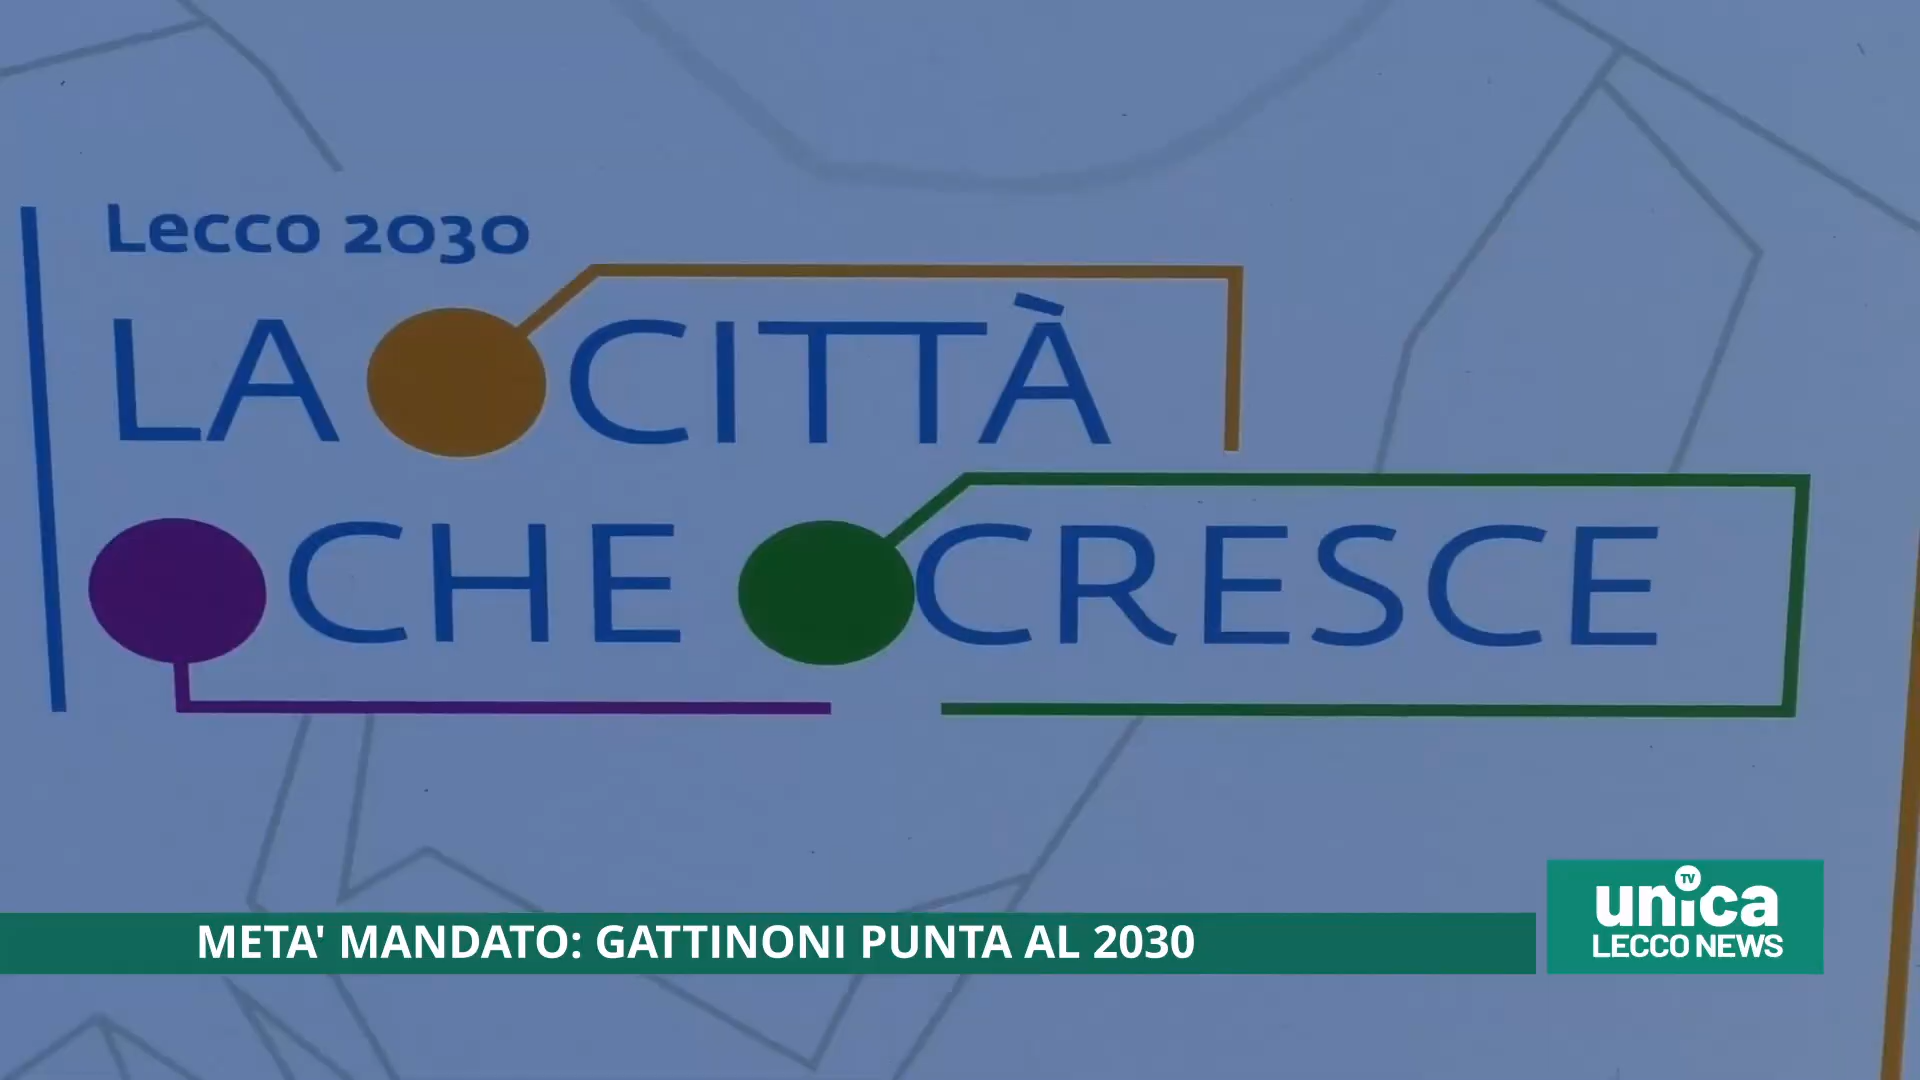 Lecco 2030
LA CITTÀ
CHE CRESCE
META' MANDATO: GATTINONI PUNTA AL 2030
TV
unica
LECCO NEWS